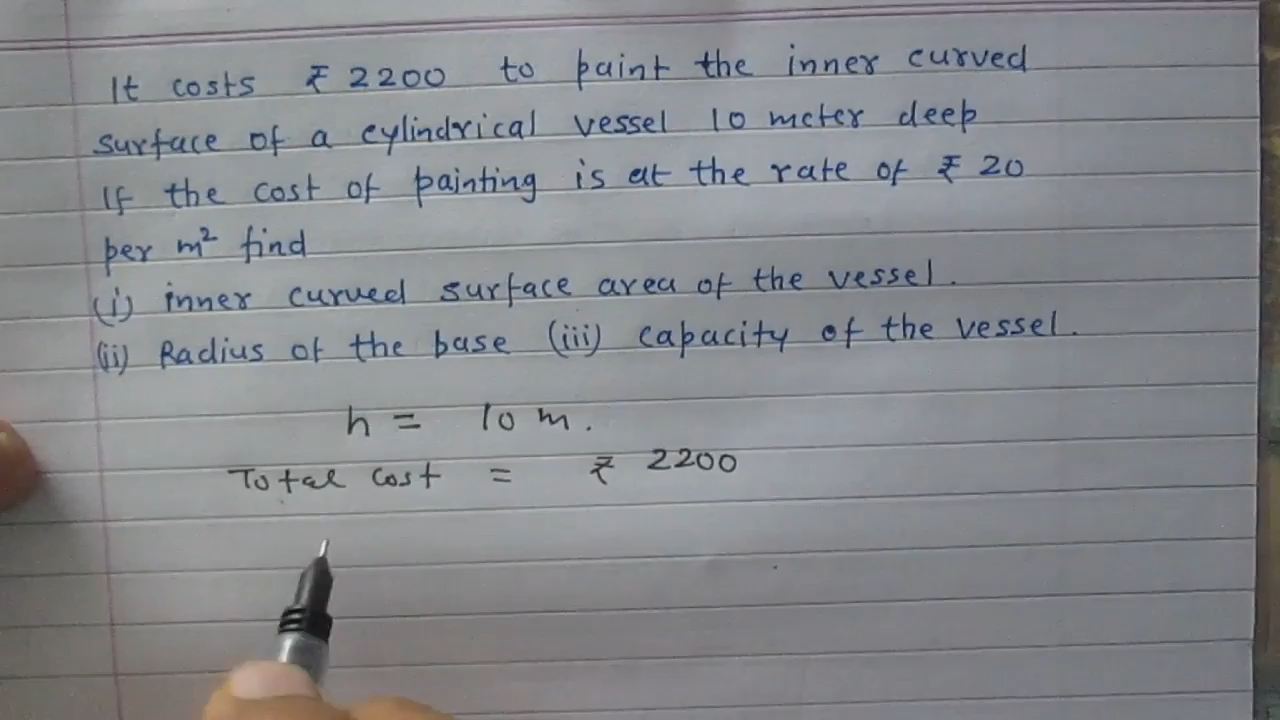 It costs ₹ 2200 to paint the inner curved
surface of a cylindrical vessel 10 meter deep
If the cost of painting is at the rate of ₹ 20
per m² find
(i) inner curved surface area of the vessel.
(ii) Radius of the base (iii) capacity of the vessel.
h = 10 m.
Total cost = ₹ 2200